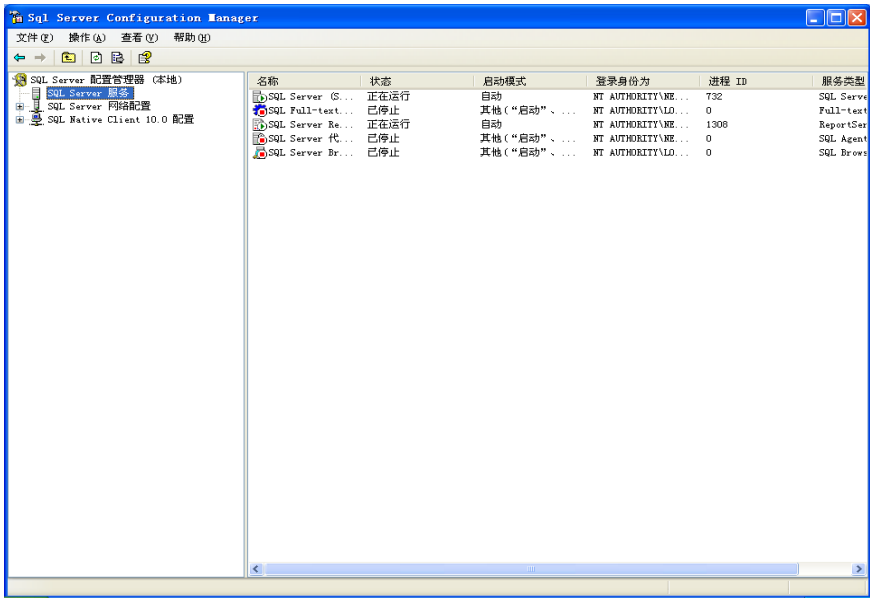 Sql Server Configuration Manager
文件(F) 操作(A) 查看(V) 帮助(H)
SQL Server 配置管理器 (本地)
SQL Server 服务
SQL Server 网络配置
SQL Native Client 10.0 配置
名称 状态 启动模式 登录身份为 进程 ID 服务类型
SQL Server (S... 正在运行 自动 NT AUTHORITY\NE... 732 SQL Serve
SQL Full-text... 已停止 其他(“启动”、... NT AUTHORITY\LO... 0 Full-text
SQL Server Re... 正在运行 自动 NT AUTHORITY\NE... 1308 ReportSer
SQL Server 代... 已停止 其他(“启动”、... NT AUTHORITY\NE... 0 SQL Agent
SQL Server Br... 已停止 其他(“启动”、... NT AUTHORITY\LO... 0 SQL Brows